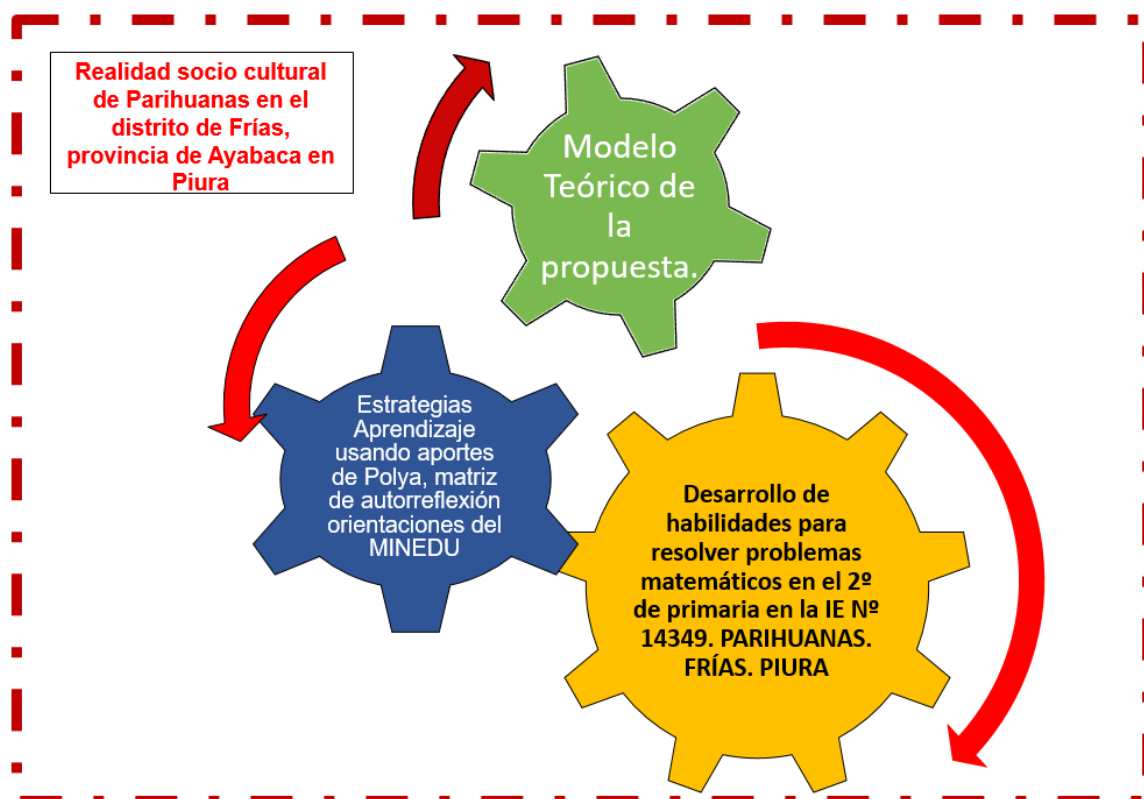 Realidad socio cultural
de Parihuanas en el
distrito de Frías,
provincia de Ayabaca en
Piura
Modelo
Teórico de
la
propuesta.
Estrategias
Aprendizaje
usando aportes
de Polya, matriz
de autorreflexión
orientaciones del
MINEDU
Desarrollo de
habilidades para
resolver problemas
matemáticos en el 2º
de primaria en la IE Nº
14349. PARIHUANAS.
FRÍAS. PIURA